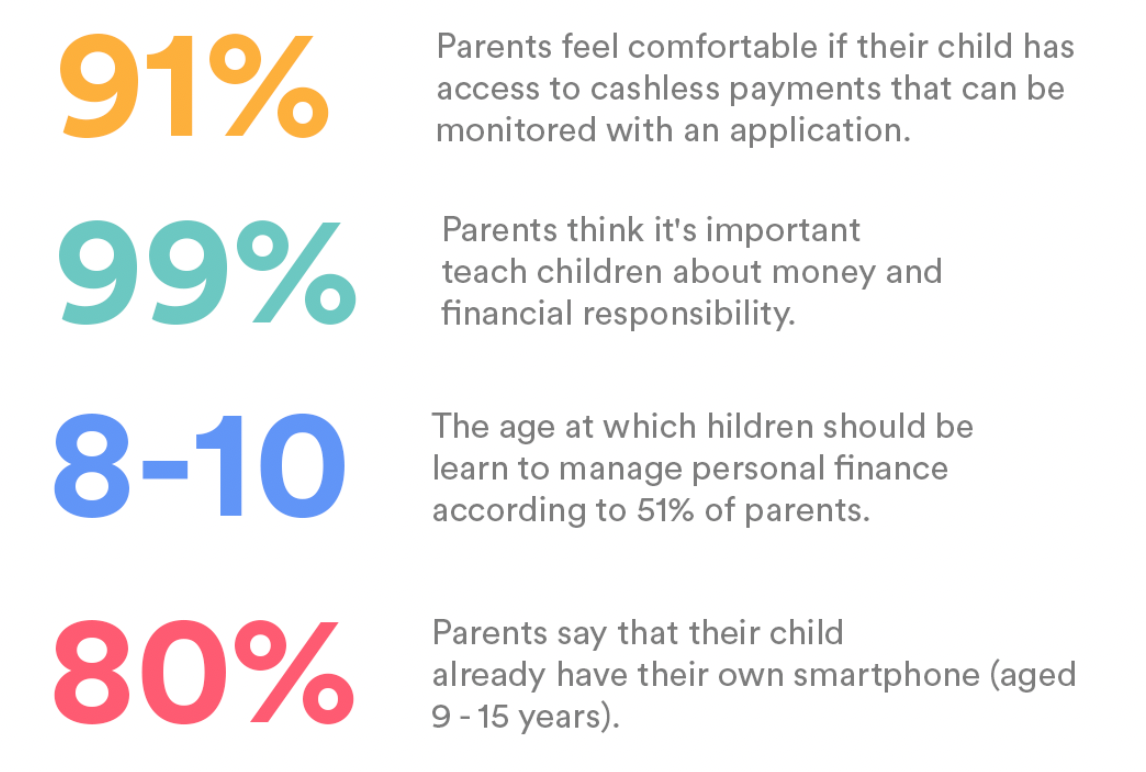 91%
Parents feel comfortable if their child has
access to cashless payments that can be
monitored with an application.
99%
Parents think it's important
teach children about money and
financial responsibility.
8-10
The age at which hildren should be
learn to manage personal finance
according to 51% of parents.
80%
Parents say that their child
already have their own smartphone (aged
9 - 15 years).